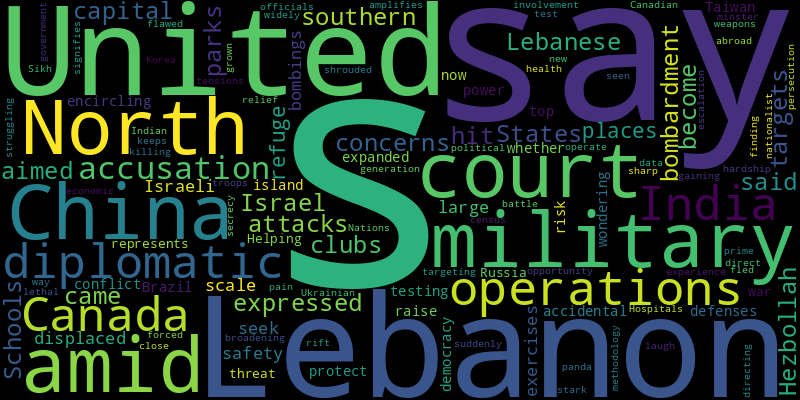 United
S
say
Lebanon
North
China
court
military
India
diplomatic
operations
Canada
amid
capital
parks
southern
Lebanese
bombings
officials
widely
amplifies
involvement
test
Canadian
new
health
abroad
Taiwan
minster
weapons
government
signifies
flawed
Sikh
Korea
grown
tensions
shrouded
now
power
top
seen
bombardment
become
escalation
targets
nationalist
persecution
finding
struggling
encircling
relief
refuge
concerns
hit
States
places
Indian
keeps
killing
expanded
political
whether
operate
data
sharp
gaining
hardship
aimed
accusation
economic
troops
Israeli
island
generation
said
Israel
large
battle
census
risk
wondering
secrecy
attacks
Nations
Helping
clubs
represents
prime
direct
fled
targeting
Russia
opportunity
experience
way
lethal
conflict
Brazil
scale
pain
Ukrainian
testing
war
Hezbollah
Schools
came
expressed
raise
exercises
accidental
Hospitals
defenses
displaced
forced
close
seek
broadening
rift
democracy
suddenly
laugh
safety
threat
protect
panda
stark
methodology
directing